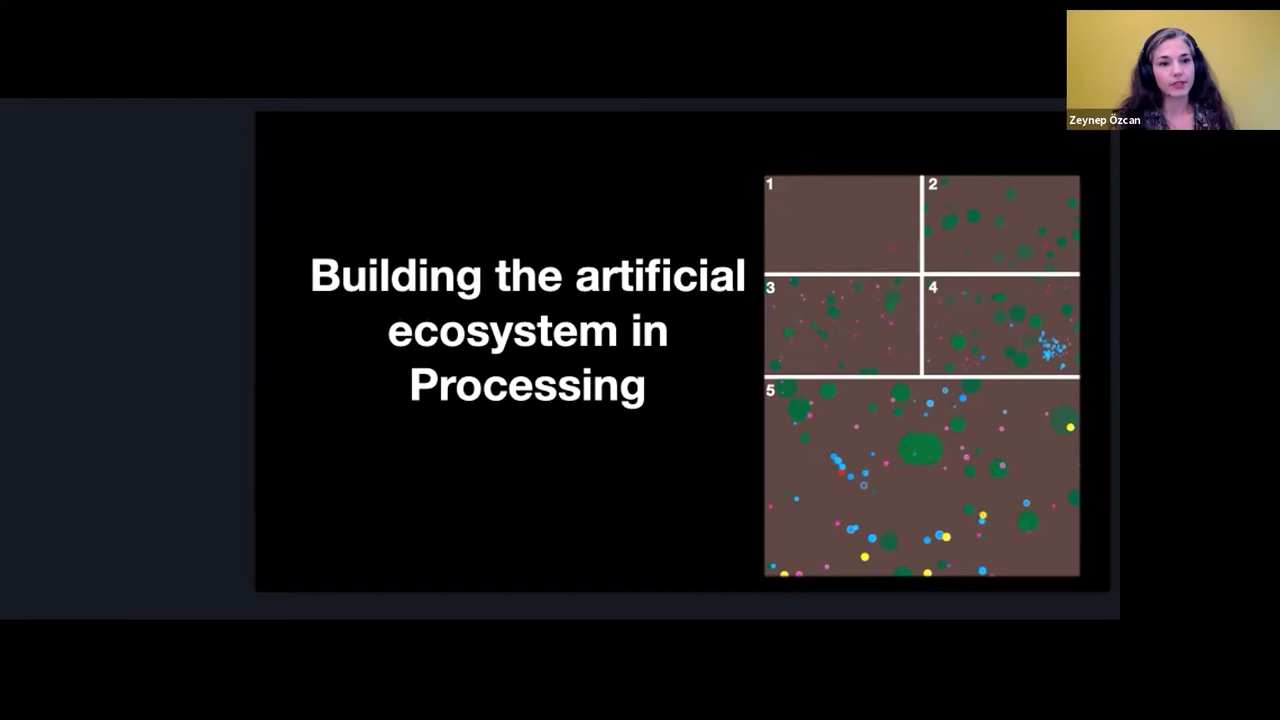 Zeynep Özcan
Building the artificial
ecosystem in
Processing
1
2
3
4
5